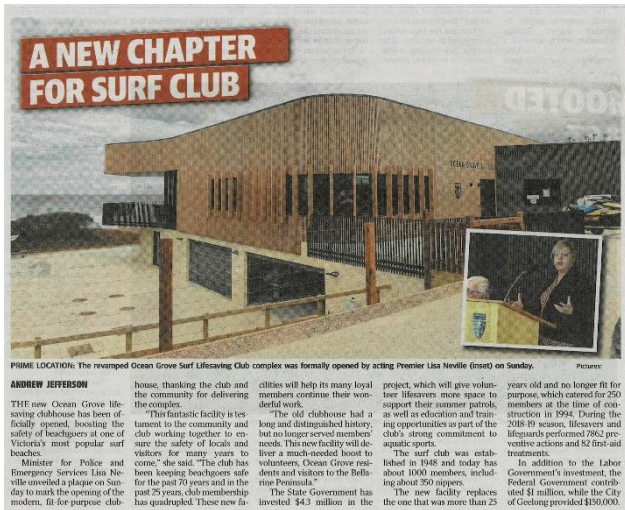 A NEW CHAPTER
FOR SURF CLUB
PRIME LOCATION: The revamped Ocean Grove Surf Lifesaving Club complex was formally opened by acting Premier Lisa Neville (inset) on Sunday.
Pictures:
ANDREW JEFFERSON
THE new Ocean Grove life-
saving clubhouse has been of-
ficially opened, boosting the
safety of beachgoers at one of
Victoria's most popular surf
beaches.
Minister for Police and
Emergency Services Lisa Ne-
ville unveiled a plaque on Sun-
day to mark the opening of the
modern, fit-for-purpose club-
house, thanking the club and
the community for delivering
the complex.
"This fantastic facility is tes-
tament to the community and
club working together to en-
sure the safety of locals and
visitors for many years to
come," she said. "The club has
been keeping beachgoers safe
for the past 70 years and in the
past 25 years, club membership
has quadrupled. These new fa-
cilities will help its many loyal
members continue their won-
derful work.
"The old clubhouse had a
long and distinguished history,
but no longer served members'
needs. This new facility will de-
liver a much-needed boost to
volunteers, Ocean Grove resi-
dents and visitors to the Bella-
rine Peninsula."
The State Government has
invested $4.3 million in the
project, which will give volun-
teer lifesavers more space to
support their summer patrols,
as well as education and train-
ing opportunities as part of the
club's strong commitment to
aquatic sports.
The surf club was estab-
lished in 1948 and today has
about 1000 members, includ-
ing about 350 nippers.
The new facility replaces
the one that was more than 25
years old and no longer fit for
purpose, which catered for 250
members at the time of con-
struction in 1994. During the
2018-19 season, lifesavers and
lifeguards performed 7862 pre-
ventive actions and 82 first-aid
treatments.
In addition to the Labor
Government's investment, the
Federal Government contrib-
uted $1 million, while the City
of Geelong provided $150,000.